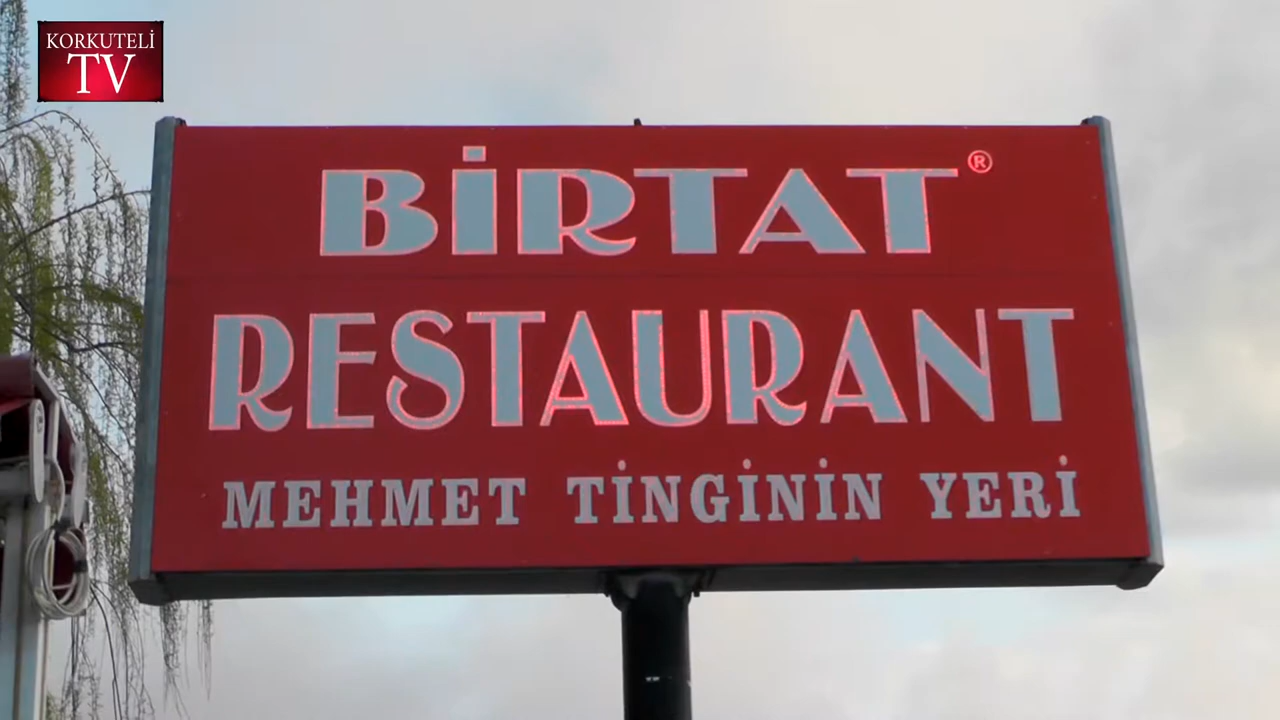 KORKUTELİ
TV
BİRTAT®
RESTAURANT
MEHMET TİNGİNİN YERİ